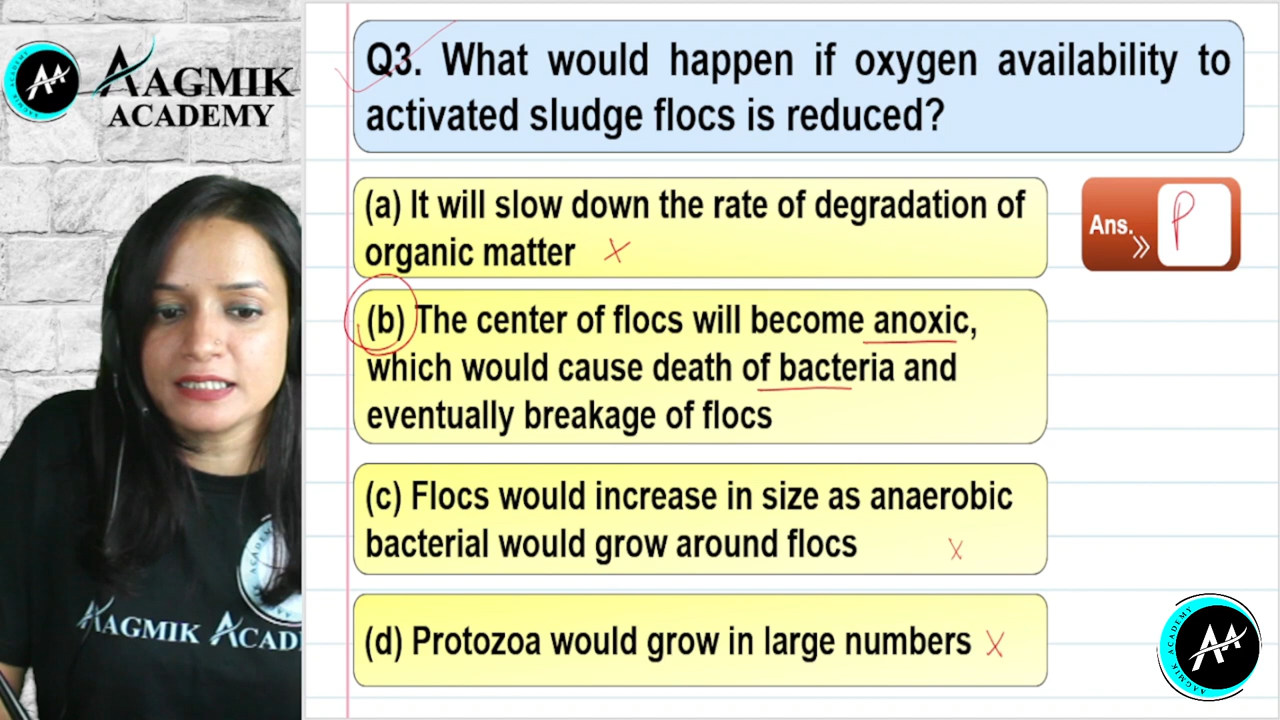 AAGMIK
ACADEMY
Q3. What would happen if oxygen availability to
activated sludge flocs is reduced?
(a) It will slow down the rate of degradation of
organic matter
Ans.
(b) The center of flocs will become anoxic,
which would cause death of bacteria and
eventually breakage of flocs
(c) Flocs would increase in size as anaerobic
bacterial would grow around flocs
(d) Protozoa would grow in large numbers
AAGMIK ACADE